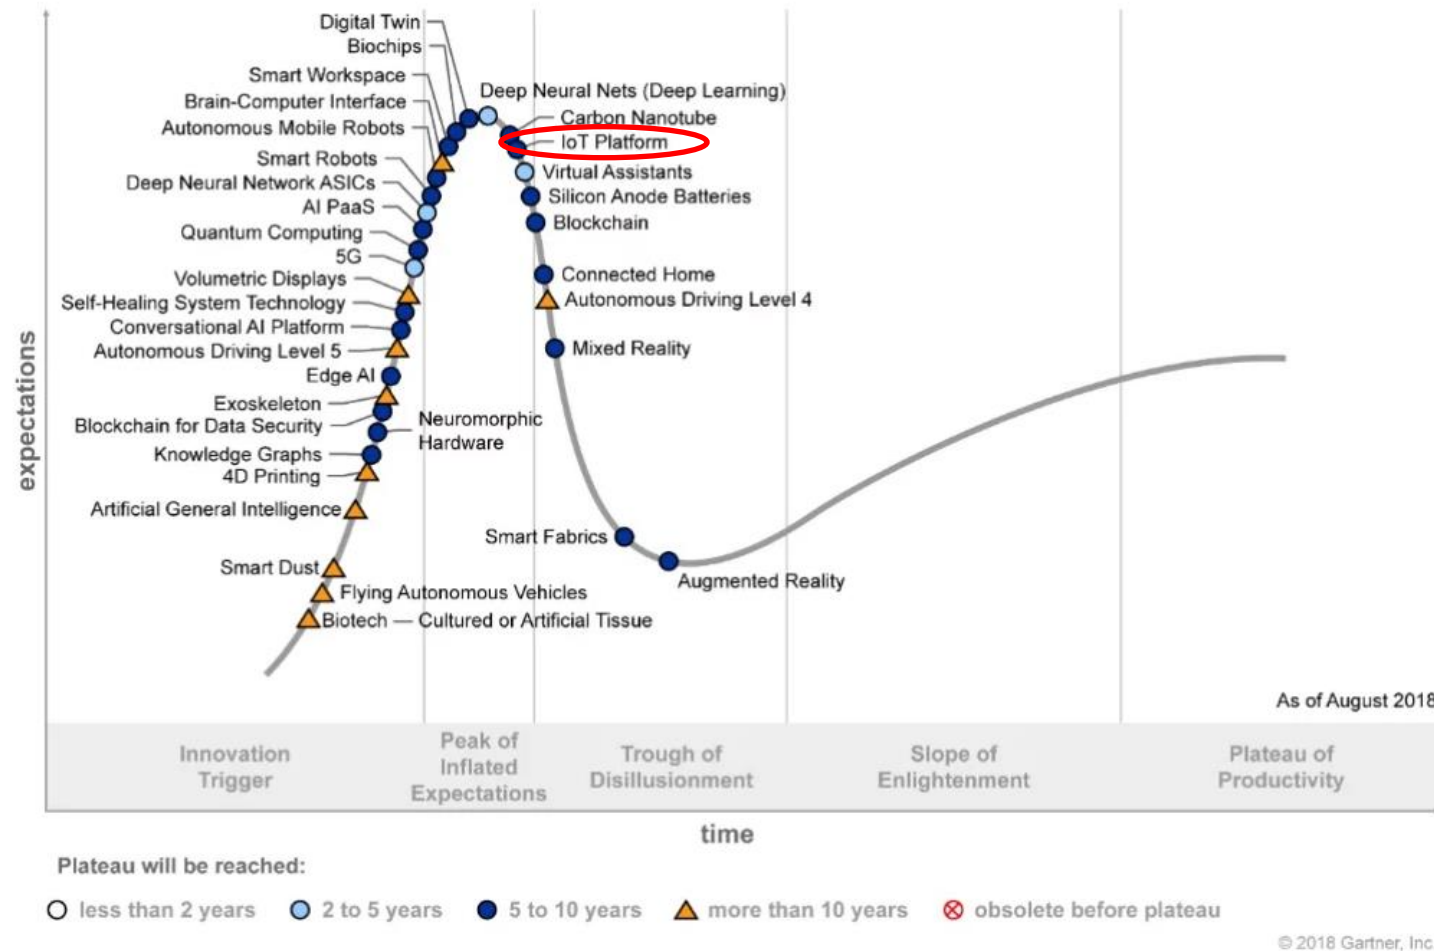 Digital Twin
Biochips
Smart Workspace
Brain-Computer Interface
Autonomous Mobile Robots
Smart Robots
Deep Neural Network ASICs
AI PaaS
Quantum Computing
5G
Volumetric Displays
Self-Healing System Technology
Conversational AI Platform
Autonomous Driving Level 5
Edge AI
Exoskeleton
Blockchain for Data Security
Neuromorphic
Hardware
Knowledge Graphs
4D Printing
Artificial General Intelligence
Smart Dust
Flying Autonomous Vehicles
Biotech — Cultured or Artificial Tissue
Deep Neural Nets (Deep Learning)
Carbon Nanotube
IoT Platform
Virtual Assistants
Silicon Anode Batteries
Blockchain
Connected Home
Autonomous Driving Level 4
Mixed Reality
Smart Fabrics
Augmented Reality
expectations
As of August 2018
Innovation
Trigger
Peak of
Inflated
Expectations
Trough of
Disillusionment
Slope of
Enlightenment
Plateau of
Productivity
time
Plateau will be reached:
less than 2 years
2 to 5 years
5 to 10 years
more than 10 years
obsolete before plateau
© 2018 Gartner, Inc